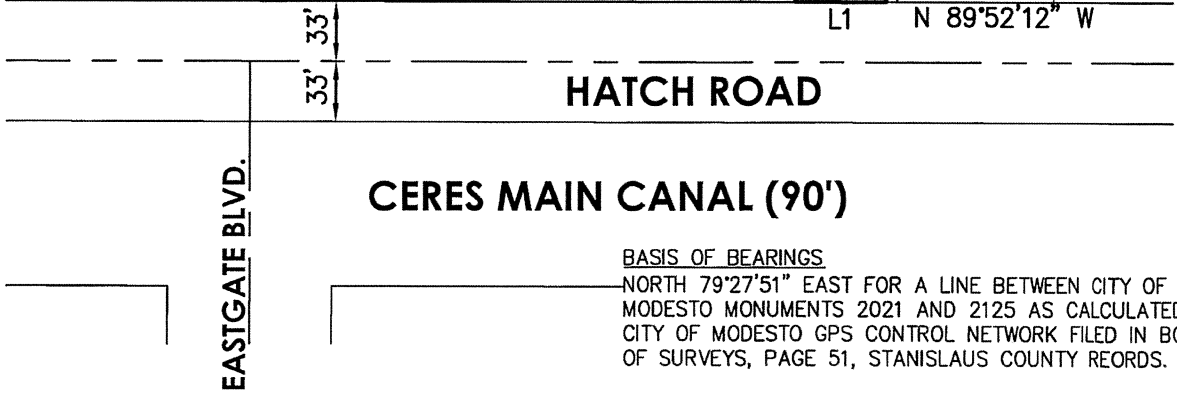 33'
L1 N 89°52'12" W
33'
HATCH ROAD
EASTGATE BLVD.
CERES MAIN CANAL (90')
BASIS OF BEARINGS
NORTH 79°27'51" EAST FOR A LINE BETWEEN CITY OF
MODESTO MONUMENTS 2021 AND 2125 AS CALCULATED
CITY OF MODESTO GPS CONTROL NETWORK FILED IN
OF SURVEYS, PAGE 51, STANISLAUS COUNTY REORDS.